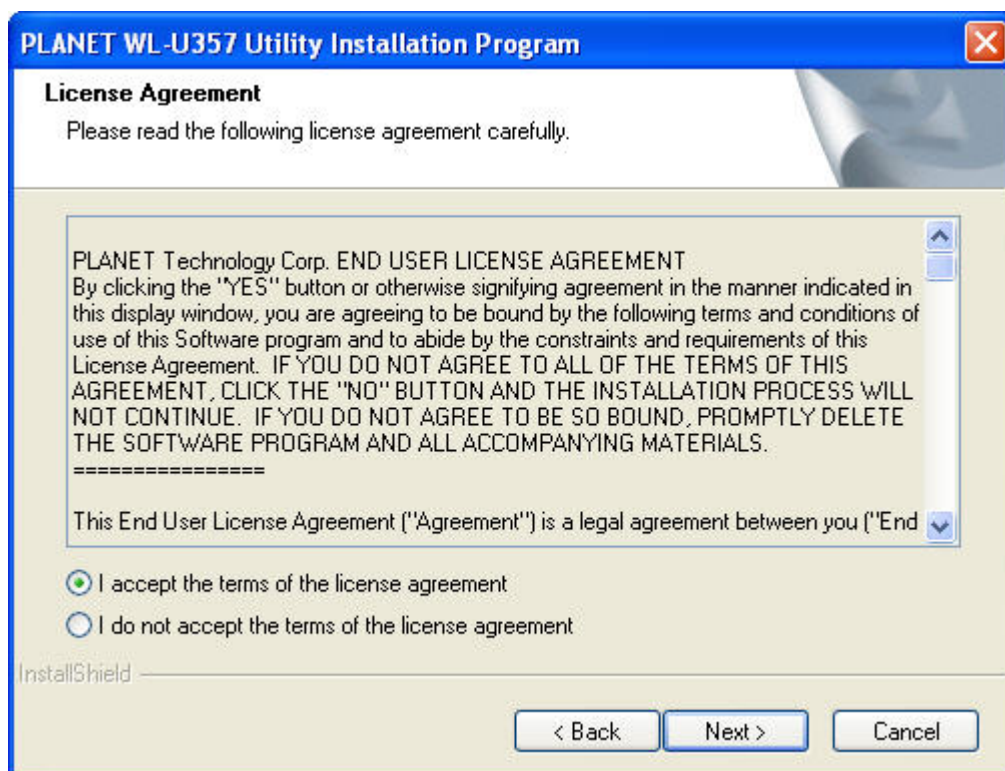 PLANET WL-U357 Utility Installation Program
License Agreement
Please read the following license agreement carefully.
PLANET Technology Corp. END USER LICENSE AGREEMENT
By clicking the "YES" button or otherwise signifying agreement in the manner indicated in
this display window, you are agreeing to be bound by the following terms and conditions of
use of this Software program and to abide by the constraints and requirements of this
License Agreement.  IF YOU DO NOT AGREE TO ALL OF THE TERMS OF THIS
AGREEMENT, CLICK THE "NO" BUTTON AND THE INSTALLATION PROCESS WILL
NOT CONTINUE.  IF YOU DO NOT AGREE TO BE SO BOUND, PROMPTLY DELETE
THE SOFTWARE PROGRAM AND ALL ACCOMPANYING MATERIALS.
================
This End User License Agreement ("Agreement") is a legal agreement between you ("End
I accept the terms of the license agreement
I do not accept the terms of the license agreement
InstallShield
< Back
Next >
Cancel